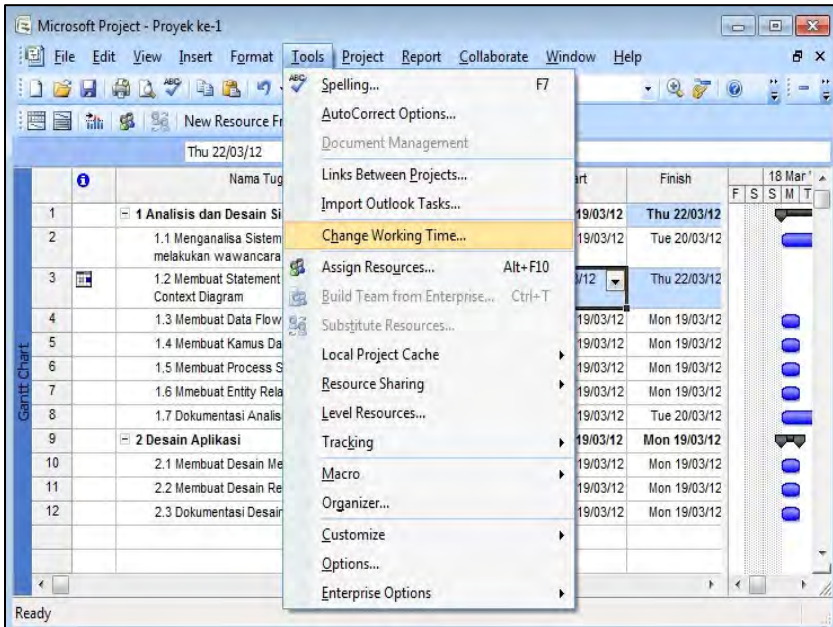 Microsoft Project - Proyek ke-1
File Edit View Insert Format Tools Project Report Collaborate Window Help
New Resource Fr
Thu 22/03/12
Nama Tug
art Finish 18 Mar '
F S S M T
1 - 1 Analisis dan Desain Si 19/03/12 Thu 22/03/12
2 1.1 Menganalisa Sistem 19/03/12 Tue 20/03/12
melakukan wawancara
3 1.2 Membuat Statement /12 Thu 22/03/12
Context Diagram
4 1.3 Membuat Data Flow 19/03/12 Mon 19/03/12
5 1.4 Membuat Kamus Da 19/03/12 Mon 19/03/12
6 1.5 Membuat Process S 19/03/12 Mon 19/03/12
7 1.6 Mmebuat Entity Rela 19/03/12 Mon 19/03/12
8 1.7 Dokumentasi Analis 19/03/12 Tue 20/03/12
9 - 2 Desain Aplikasi 19/03/12 Mon 19/03/12
10 2.1 Membuat Desain Me 19/03/12 Mon 19/03/12
11 2.2 Membuat Desain Re 19/03/12 Mon 19/03/12
12 2.3 Dokumentasi Desain 19/03/12 Mon 19/03/12
Gantt Chart
Spelling... F7
AutoCorrect Options...
Document Management
Links Between Projects...
Import Outlook Tasks...
Change Working Time...
Assign Resources... Alt+F10
Build Team from Enterprise... Ctrl+T
Substitute Resources...
Local Project Cache
Resource Sharing
Level Resources...
Tracking
Macro
Organizer...
Customize
Options...
Enterprise Options
Ready